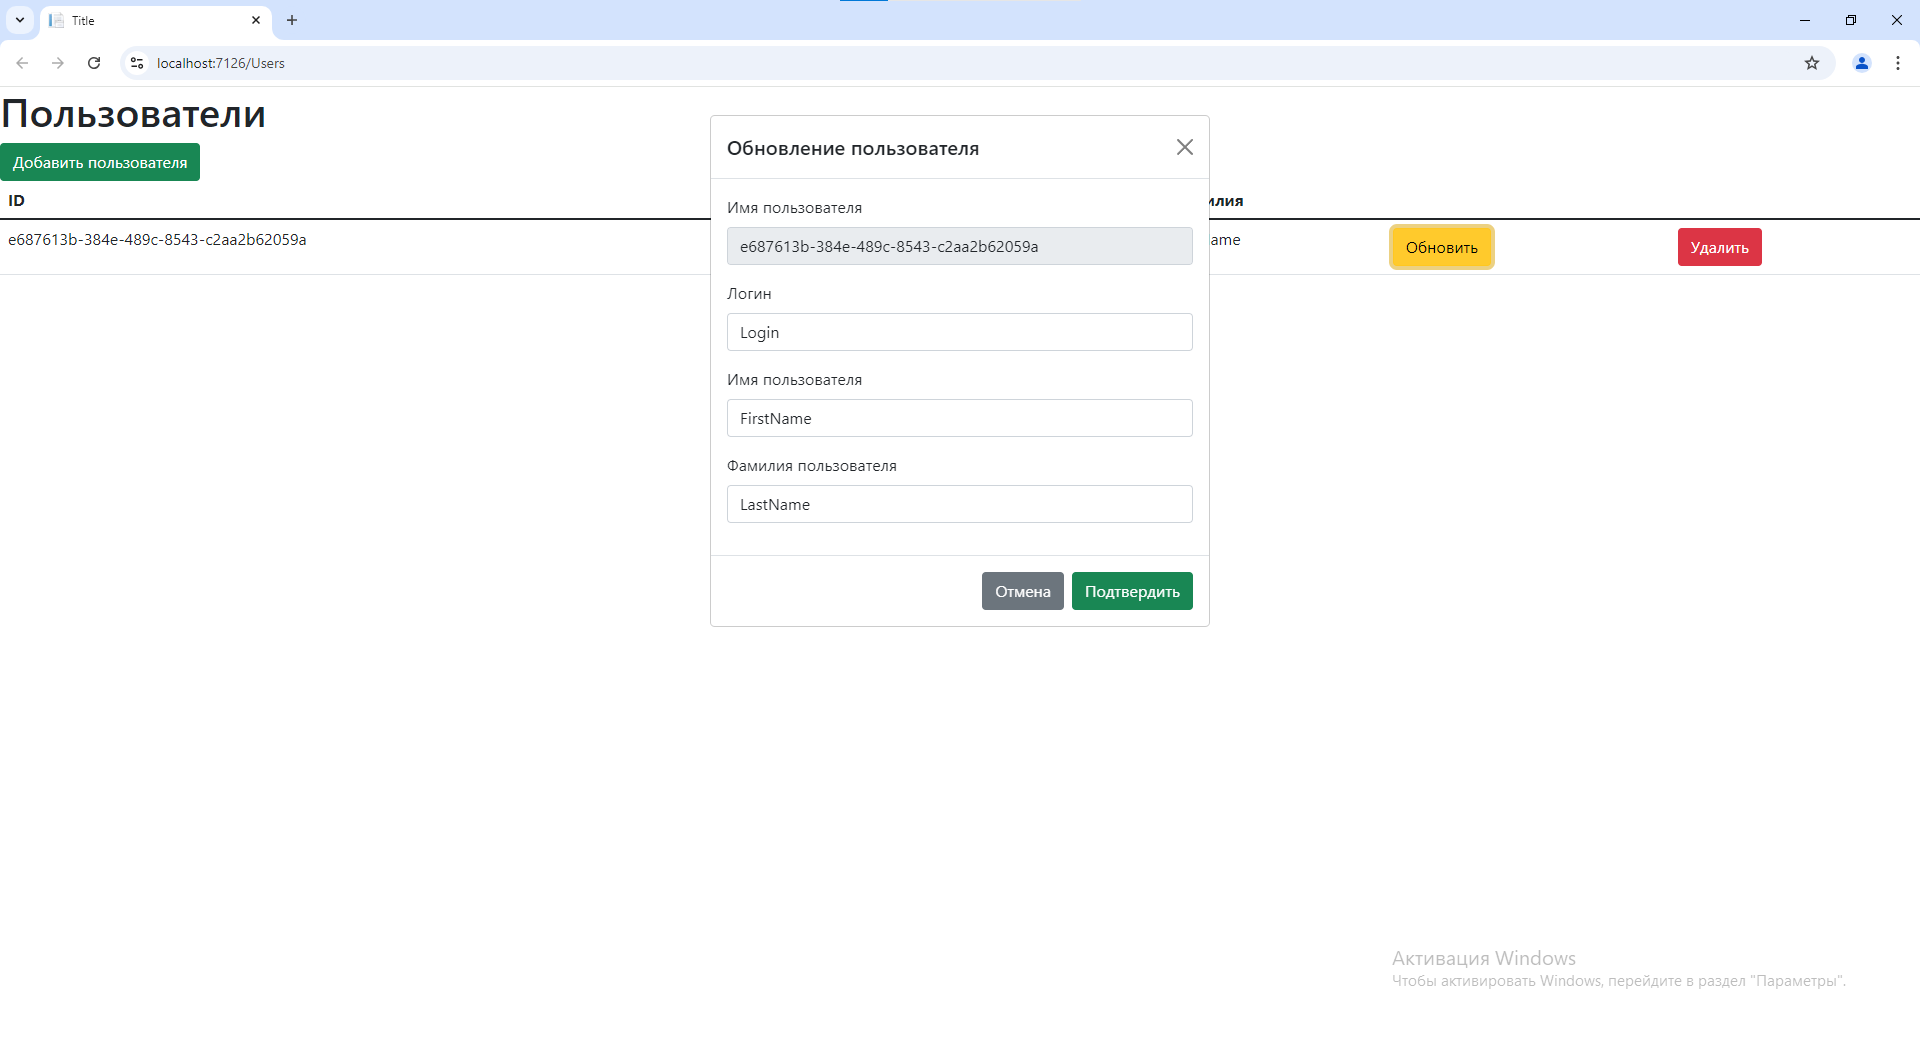 Title
localhost:7126/Users
Пользователи
Добавить пользователя
ID
илия
e687613b-384e-489c-8543-c2aa2b62059a
ame
Обновить
Удалить
Обновление пользователя
Имя пользователя
e687613b-384e-489c-8543-c2aa2b62059a
Логин
Login
Имя пользователя
FirstName
Фамилия пользователя
LastName
Отмена
Подтвердить
Активация Windows
Чтобы активировать Windows, перейдите в раздел "Параметры".